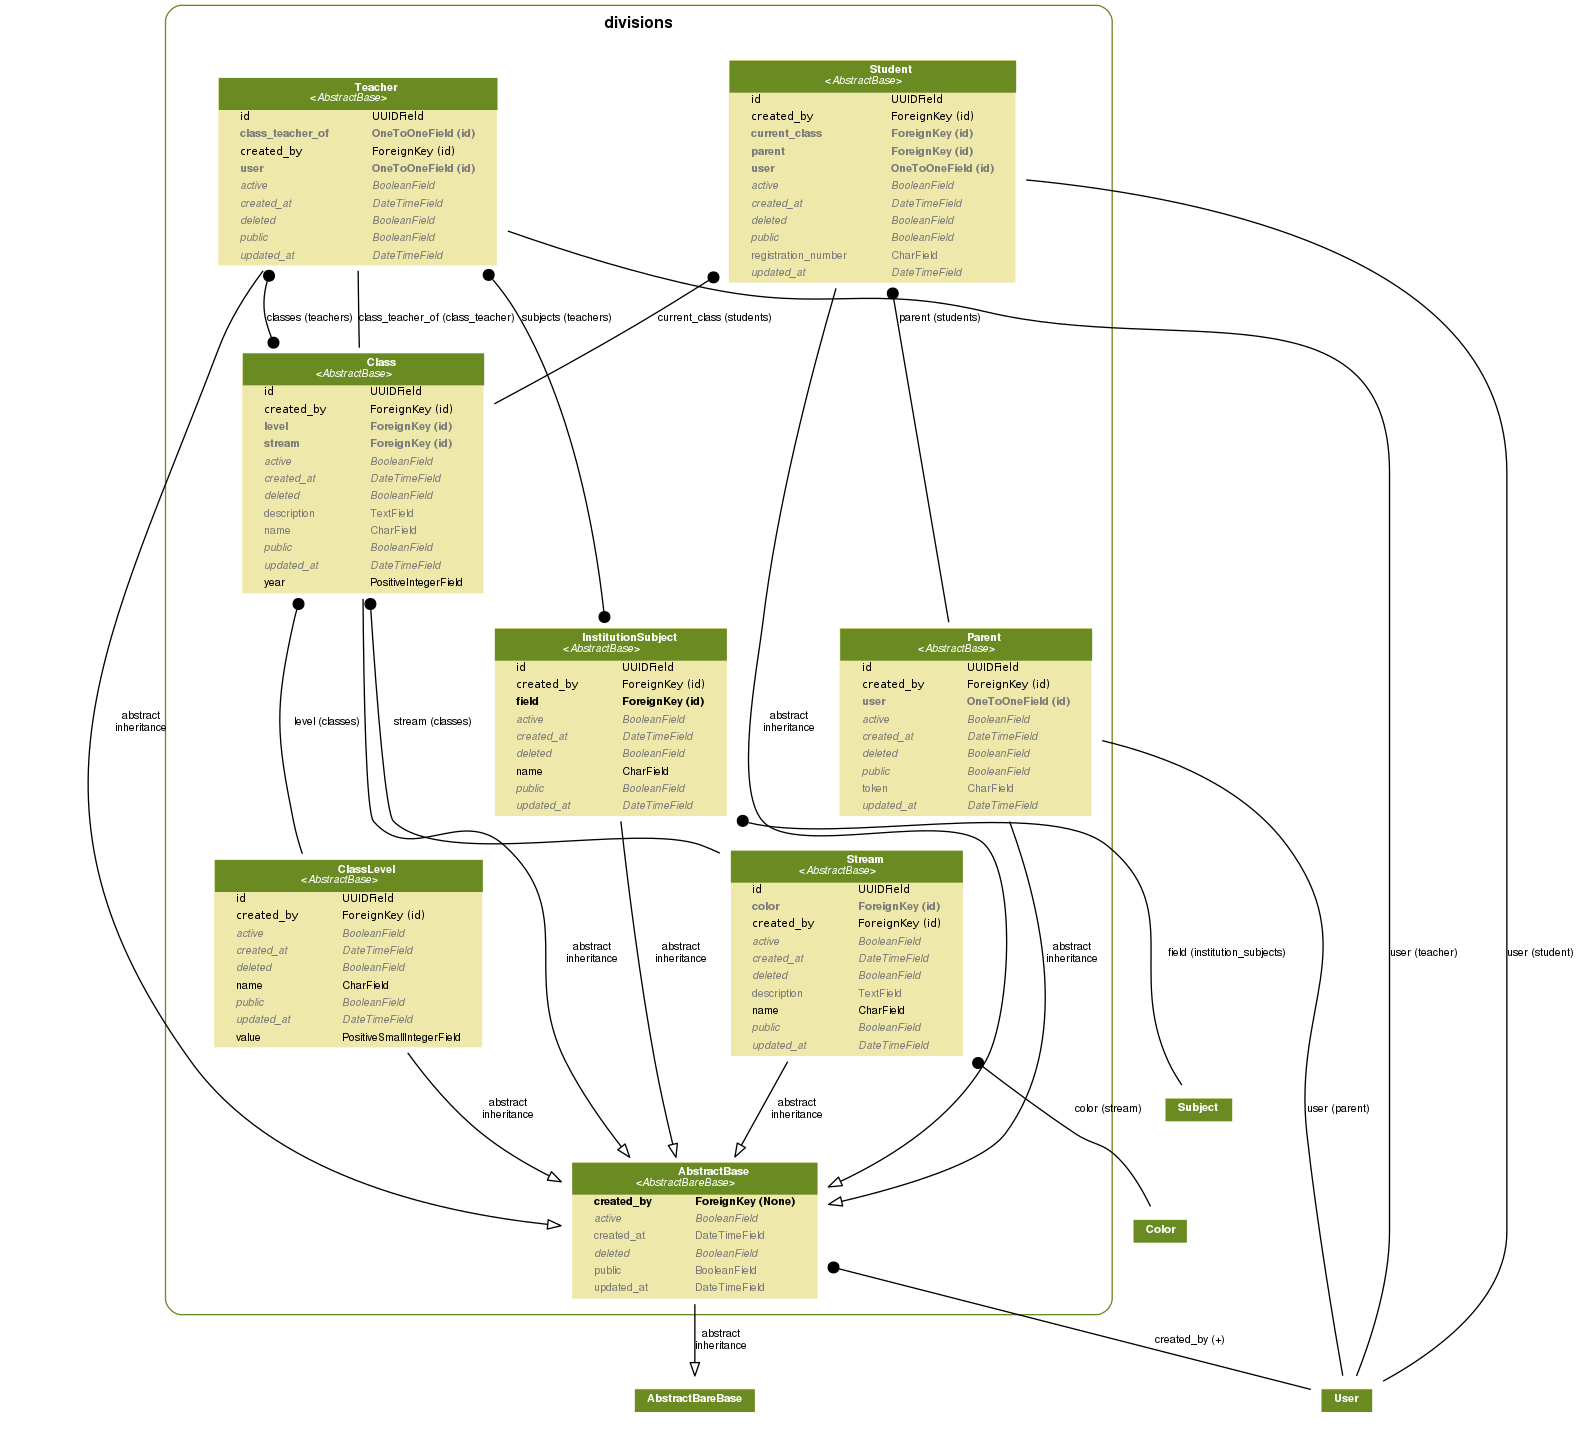 divisions
Teacher
<AbstractBase>
id UUIDField
class_teacher_of OneToOneField (id)
created_by ForeignKey (id)
user OneToOneField (id)
active BooleanField
created_at DateTimeField
deleted BooleanField
public BooleanField
updated_at DateTimeField
Student
<AbstractBase>
id UUIDField
created_by ForeignKey (id)
current_class ForeignKey (id)
parent ForeignKey (id)
user OneToOneField (id)
active BooleanField
created_at DateTimeField
deleted BooleanField
public BooleanField
registration_number CharField
updated_at DateTimeField
classes (teachers)
class_teacher_of (class_teacher)
subjects (teachers)
current_class (students)
parent (students)
Class
<AbstractBase>
id UUIDField
created_by ForeignKey (id)
level ForeignKey (id)
stream ForeignKey (id)
active BooleanField
created_at DateTimeField
deleted BooleanField
description TextField
name CharField
public BooleanField
updated_at DateTimeField
year PositiveIntegerField
InstitutionSubject
<AbstractBase>
id UUIDField
created_by ForeignKey (id)
field ForeignKey (id)
active BooleanField
created_at DateTimeField
deleted BooleanField
name CharField
public BooleanField
updated_at DateTimeField
Parent
<AbstractBase>
id UUIDField
created_by ForeignKey (id)
user OneToOneField (id)
active BooleanField
created_at DateTimeField
deleted BooleanField
public BooleanField
token CharField
updated_at DateTimeField
abstract
inheritance
level (classes)
stream (classes)
abstract
inheritance
ClassLevel
<AbstractBase>
id UUIDField
created_by ForeignKey (id)
active BooleanField
created_at DateTimeField
deleted BooleanField
name CharField
public BooleanField
updated_at DateTimeField
value PositiveSmallIntegerField
Stream
<AbstractBase>
id UUIDField
color ForeignKey (id)
created_by ForeignKey (id)
active BooleanField
created_at DateTimeField
deleted BooleanField
description TextField
name CharField
public BooleanField
updated_at DateTimeField
abstract
inheritance
abstract
inheritance
abstract
inheritance
field (institution_subjects)
user (teacher)
user (student)
abstract
inheritance
abstract
inheritance
color (stream)
Subject
user (parent)
AbstractBase
<AbstractBareBase>
created_by ForeignKey (None)
active BooleanField
created_at DateTimeField
deleted BooleanField
public BooleanField
updated_at DateTimeField
Color
abstract
inheritance
created_by (+)
AbstractBareBase
User